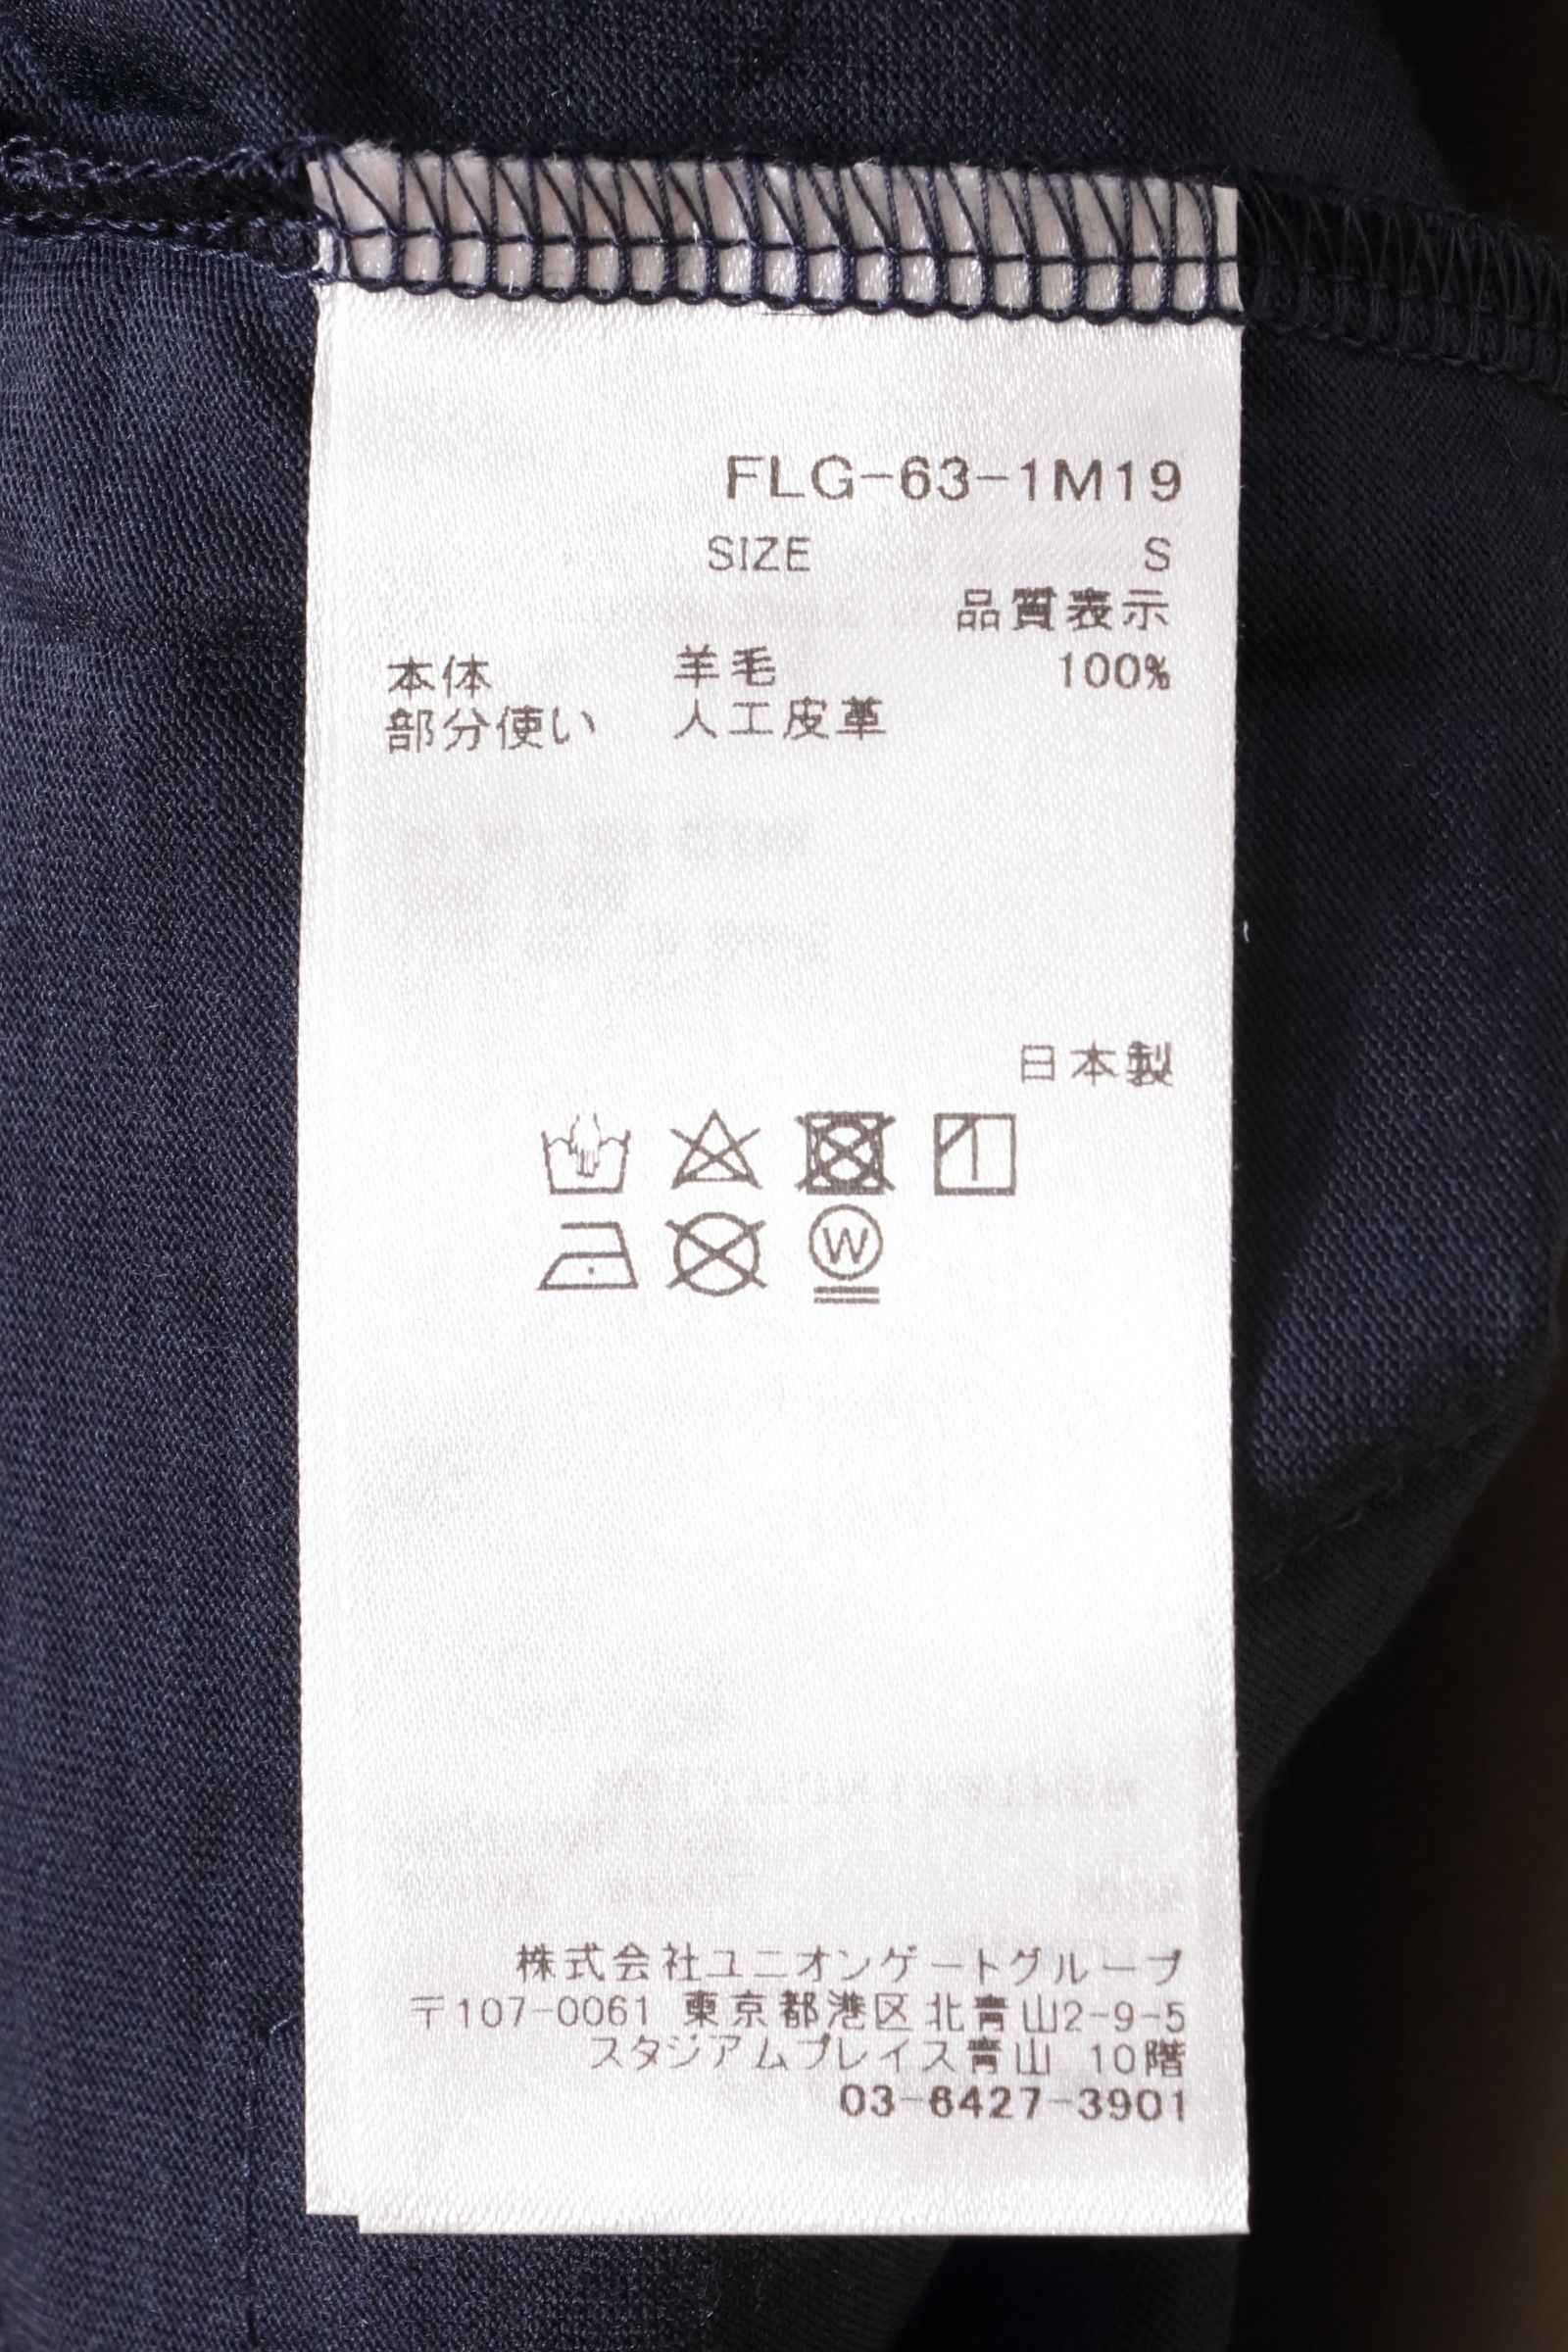 FLG-63-1M19
SIZE S
品質表示
本体 羊毛 100%
部分使い 人工皮革
日本製
W
株式会社ユニオンゲートグループ
〒107-0061 東京都港区北青山2-9-5
スタジアムプレイス青山 10階
03-6427-3901